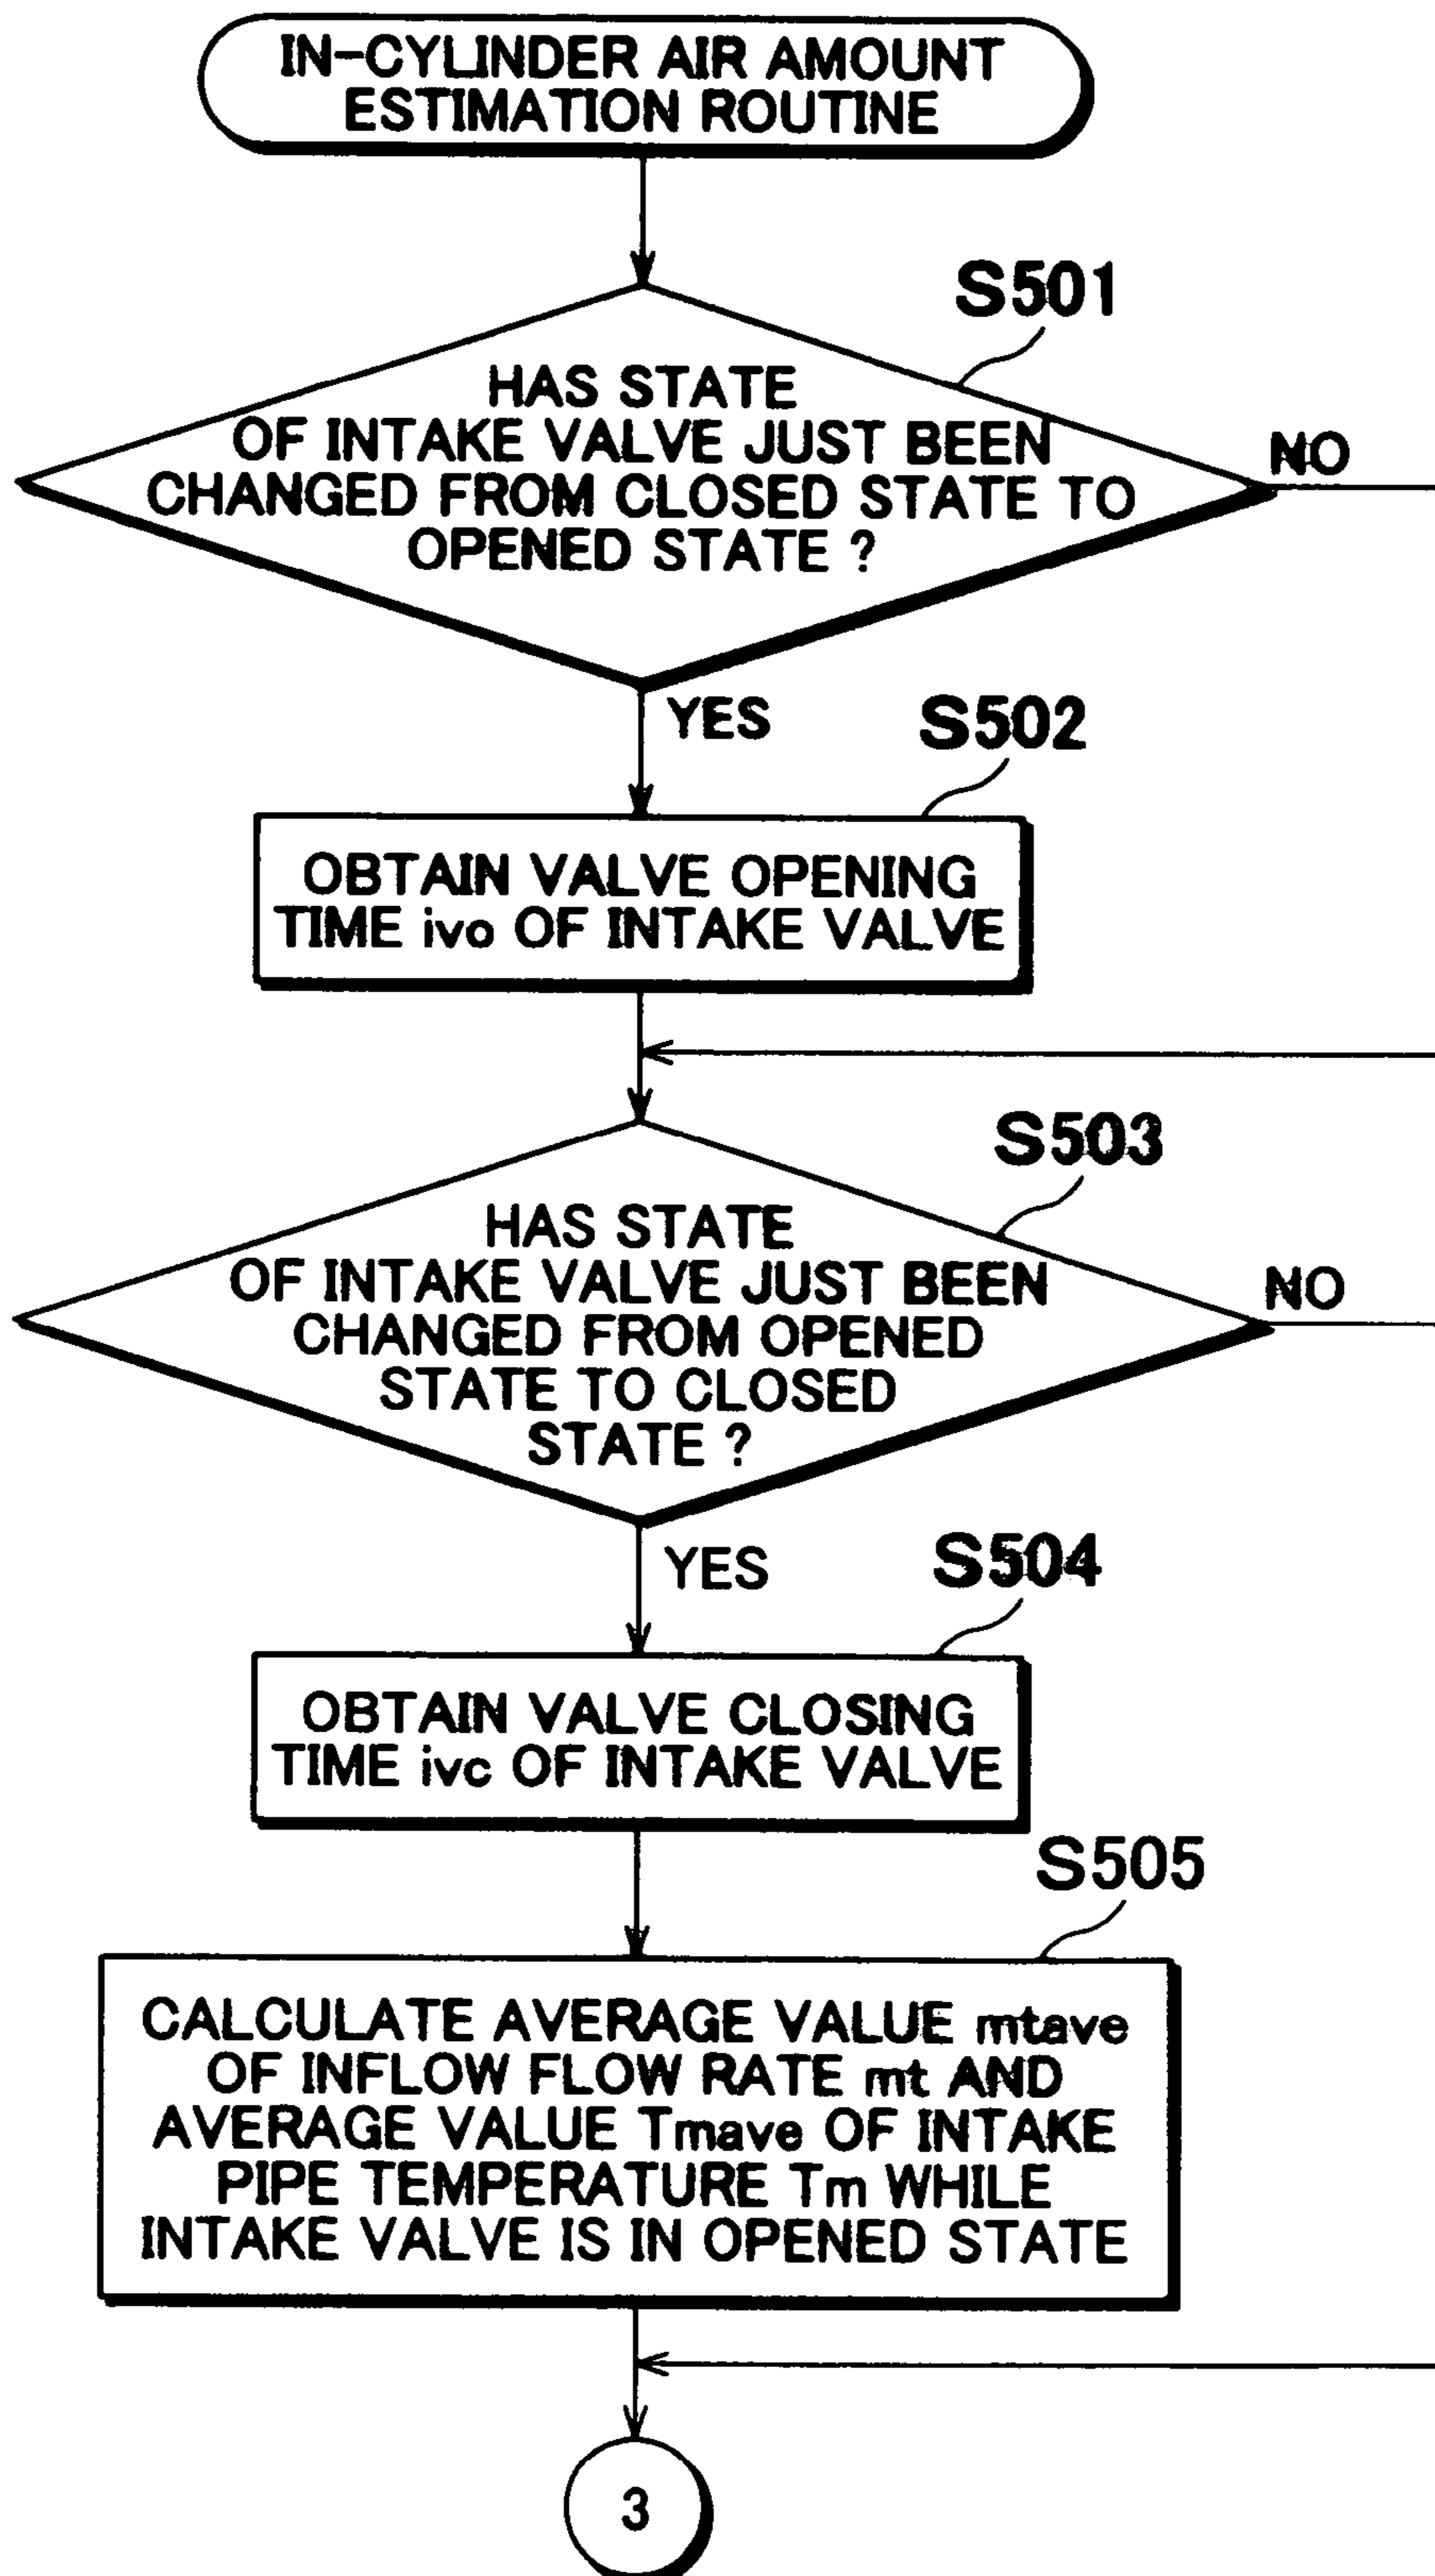 IN-CYLINDER AIR AMOUNT
ESTIMATION ROUTINE
S501
HAS STATE
OF INTAKE VALVE JUST BEEN
CHANGED FROM CLOSED STATE TO
OPENED STATE ?
NO
YES
S502
OBTAIN VALVE OPENING
TIME ivo OF INTAKE VALVE
S503
HAS STATE
OF INTAKE VALVE JUST BEEN
CHANGED FROM OPENED
STATE TO CLOSED
STATE ?
NO
YES
S504
OBTAIN VALVE CLOSING
TIME ivc OF INTAKE VALVE
S505
CALCULATE AVERAGE VALUE mtave
OF INFLOW FLOW RATE mt AND
AVERAGE VALUE Tmave OF INTAKE
PIPE TEMPERATURE Tm WHILE
INTAKE VALVE IS IN OPENED STATE
3